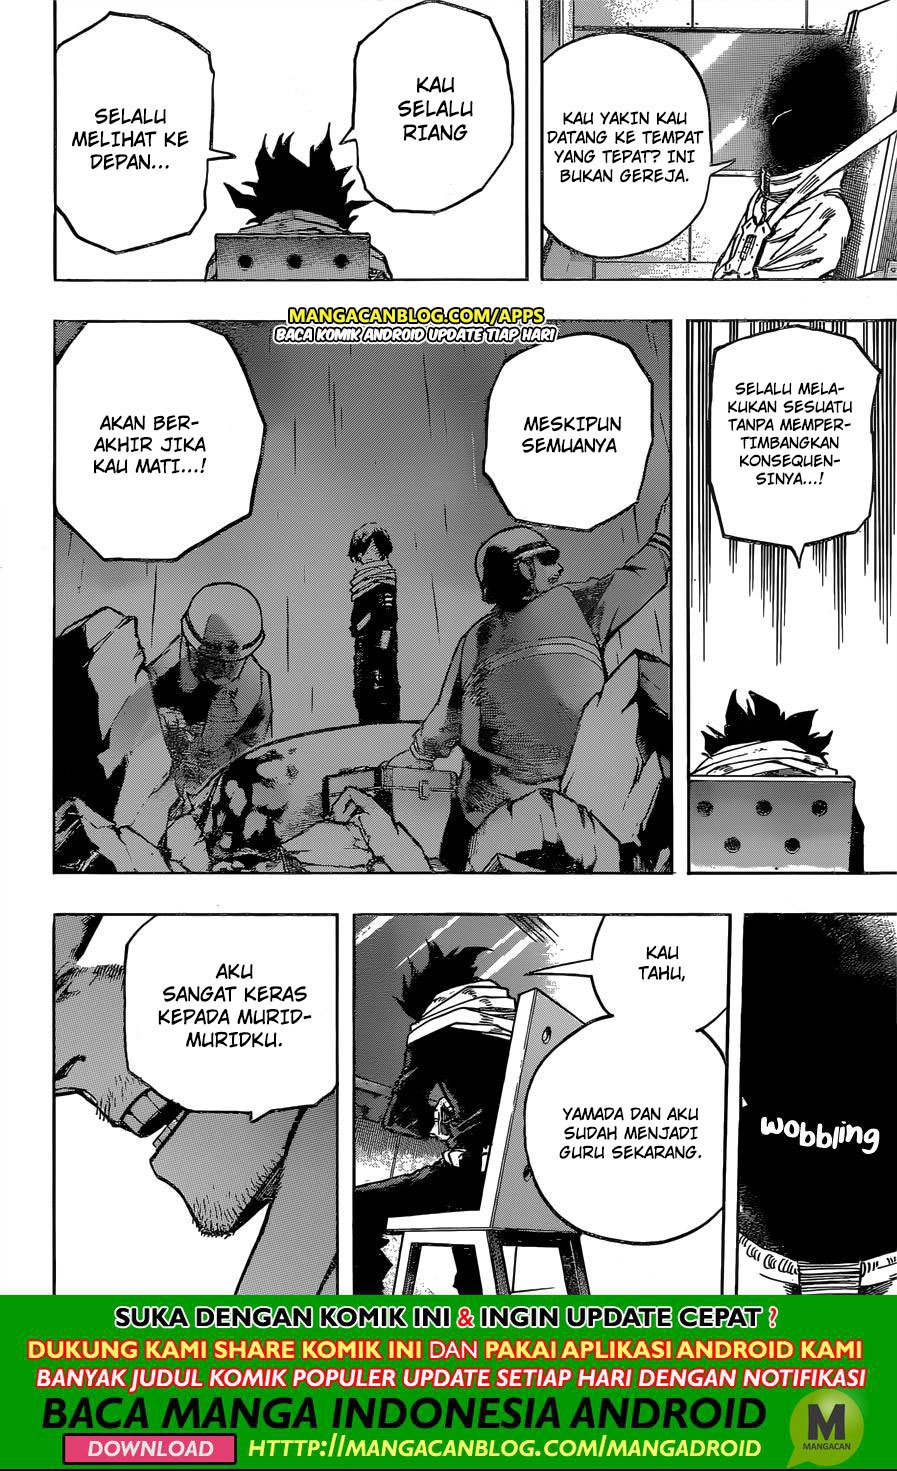 KAU YAKIN KAU
DATANG KE TEMPAT
YANG TEPAT? INI
BUKAN GEREJA.
KAU
SELALU
RIANG
SELALU
MELIHAT KE
DEPAN...
MANGACANBLOG.COM/APPS
BACA KOMIK ANDROID UPDATE TIAP HARI
SELALU MELA-
KUKAN SESUATU
TANPA MEMPER-
TIMBANGKAN
KONSEQUEN-
SINYA...!
MESKIPUN
SEMUANYA
AKAN BER-
AKHIR JIKA
KAU MATI...!
wobbling
KAU
TAHU,
YAMADA DAN AKU
SUDAH MENJADI
GURU SEKARANG.
AKU
SANGAT KERAS
KEPADA MURID-
MURIDKU.
SUKA DENGAN KOMIK INI & INGIN UPDATE CEPAT ?
DUKUNG KAMI SHARE KOMIK INI DAN PAKAI APLIKASI ANDROID KAMI
BANYAK JUDUL KOMIK POPULER UPDATE SETIAP HARI DENGAN NOTIFIKASI
BACA MANGA INDONESIA ANDROID
DOWNLOAD HTTTP://MANGACANBLOG.COM/MANGADROID
M
MANGACAN